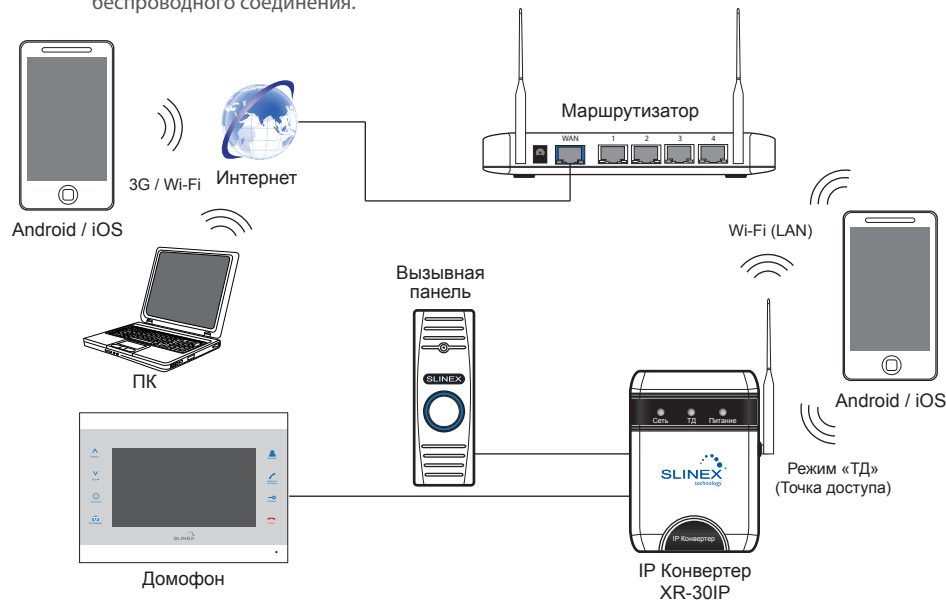 беспроводного соединения.
Маршрутизатор
WAN 1 2 3 4
3G / Wi-Fi
Интернет
Android / iOS
Wi-Fi (LAN)
Вызывная
панель
SLINEX
ПК
Android / iOS
Сеть ТД Питание
SLINEX
technology
Режим «ТД»
(Точка доступа)
IP Конвертер
SLINEX
Домофон
IP Конвертер
XR-30IP